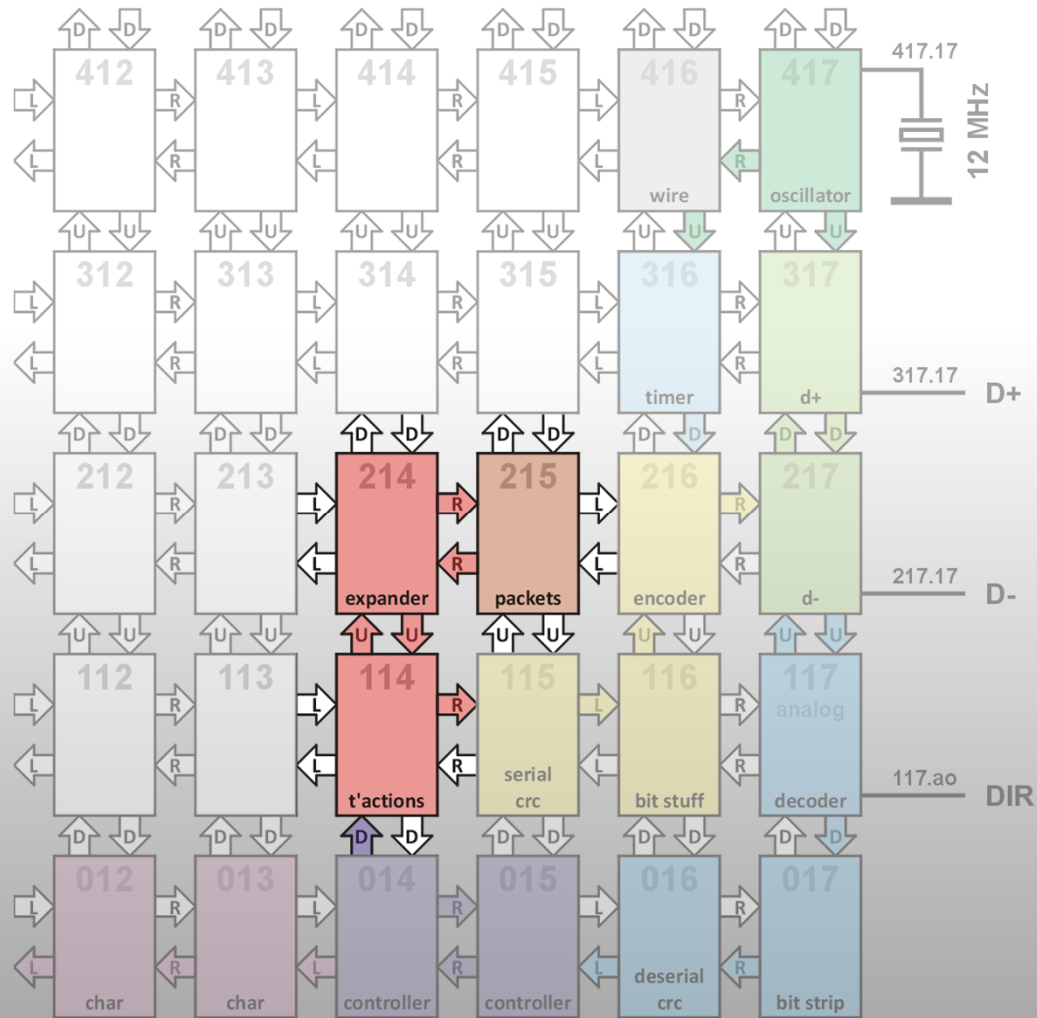 D D D D D D D D D D D D
412 413 414 415 416 417 417.17
L R L R L R
12 MHz
L R L R L R
wire oscillator
U U U U U U U U U U U U
312 313 314 315 316 317
L R L R L R
L R L R L R
317.17 D+
timer d+
D D D D D D D D D D D D
212 213 214 215 216 217
L R L R L R
L R L R L R
217.17 D-
expander packets encoder d-
U U U U U U U U U U U U
112 113 114 115 116 117
analog
L R L R L R
L R L R L R
117.ao DIR
serial
t'actions crc bit stuff decoder
D D D D D D D D D D D D
012 013 014 015 016 017
L R L R L R
L R L R L R
deserial
char char controller controller crc bit strip